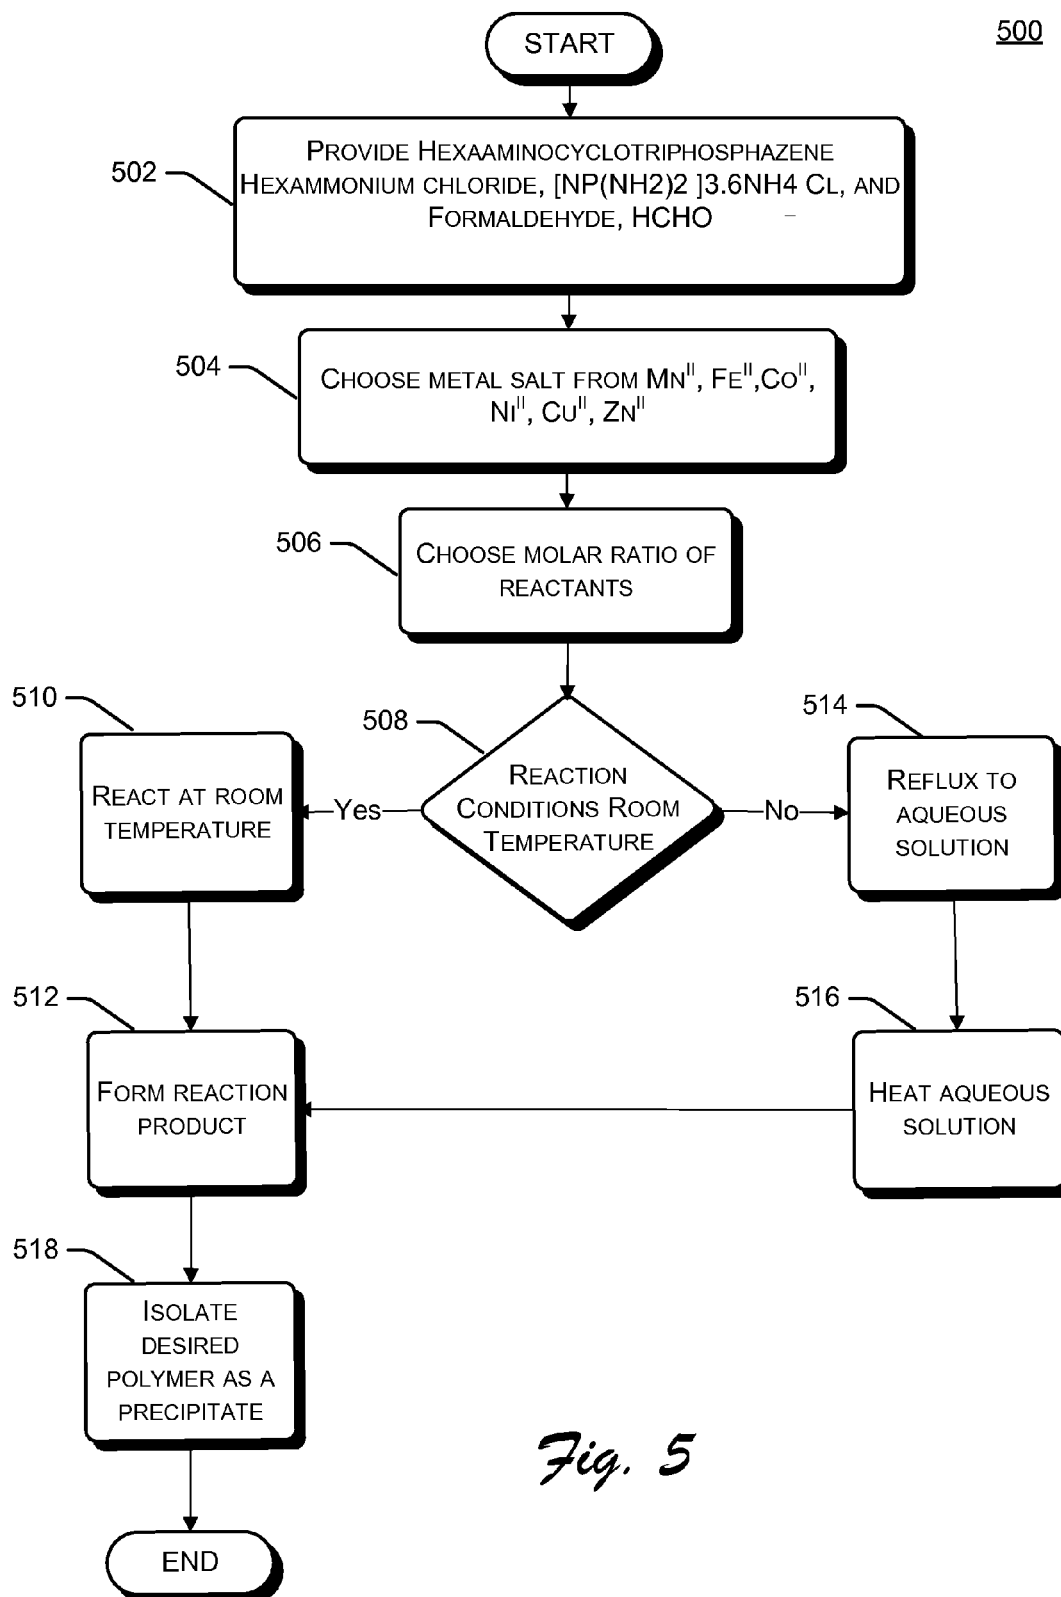 500
START
502
PROVIDE HEXAAMINOCYCLOTRIPHOSPHAZENE
HEXAMMONIUM CHLORIDE, [NP(NH2)2 ]3.6NH4 CL, AND
FORMALDEHYDE, HCHO
504
CHOOSE METAL SALT FROM MNᴵᴵ, FEᴵᴵ,COᴵᴵ,
NIᴵᴵ, CUᴵᴵ, ZNᴵᴵ
506
CHOOSE MOLAR RATIO OF
REACTANTS
508
REACTION
CONDITIONS ROOM
TEMPERATURE
Yes
No
510
REACT AT ROOM
TEMPERATURE
514
REFLUX TO
AQUEOUS
SOLUTION
512
FORM REACTION
PRODUCT
516
HEAT AQUEOUS
SOLUTION
518
ISOLATE
DESIRED
POLYMER AS A
PRECIPITATE
END
Fig. 5